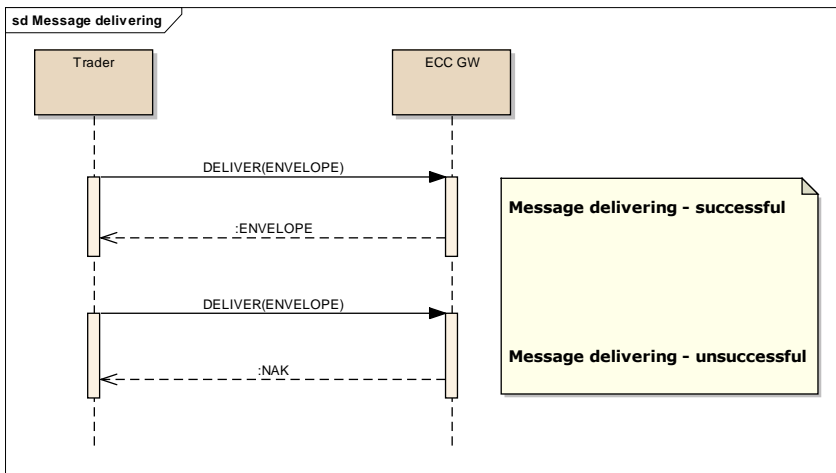 sd Message delivering
Trader
ECC GW
DELIVER(ENVELOPE)
Message delivering - successful
:ENVELOPE
DELIVER(ENVELOPE)
Message delivering - unsuccessful
:NAK